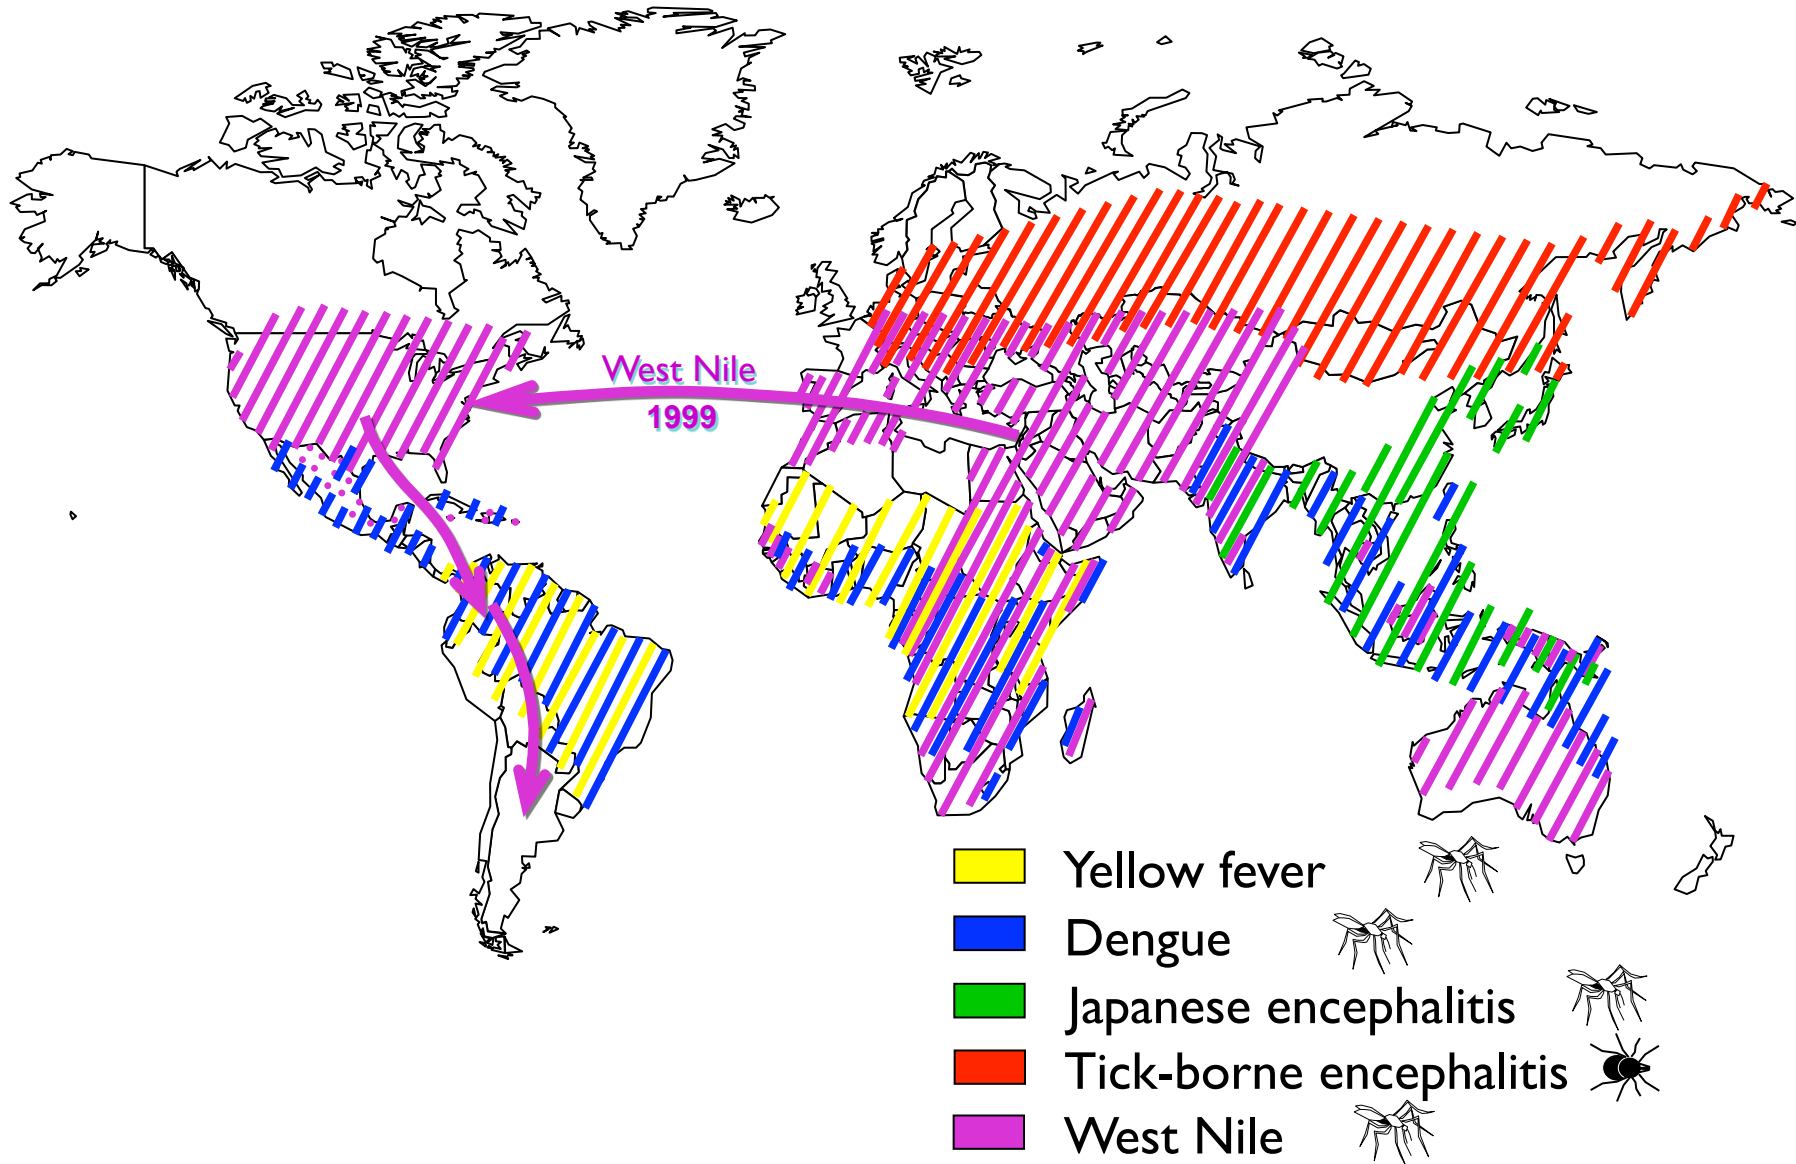 West Nile
1999
Yellow fever
Dengue
Japanese encephalitis
Tick-borne encephalitis
West Nile